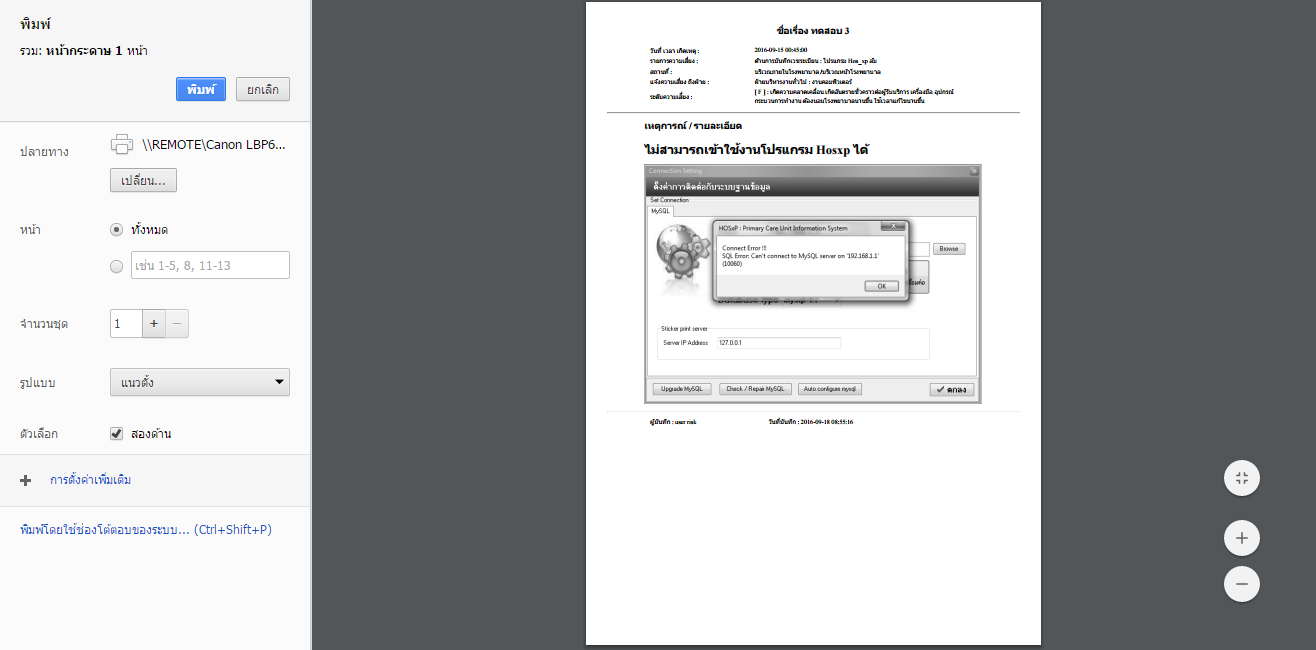 พิมพ์
รวม: หน้ากระดาษ 1 หน้า
พิมพ์
ยกเลิก
ปลายทาง
\\REMOTE\Canon LBP6...
เปลี่ยน...
หน้า
ทั้งหมด
เช่น 1-5, 8, 11-13
จำนวนชุด
1
+
−
รูปแบบ
แนวตั้ง
ตัวเลือก
สองด้าน
การตั้งค่าเพิ่มเติม
พิมพ์โดยใช้ช่องโต้ตอบของระบบ... (Ctrl+Shift+P)
ชื่อเรื่อง ทดสอบ 3
วันที่ เวลา เกิดเหตุ : 2016-09-15 00:45:00
รายการความเสี่ยง : ด้านการบันทึกเวชระเบียน : โปรแกรม Hos_xp ล่ม
สถานที่ : บริเวณภายในโรงพยาบาล /บริเวณหน้าโรงพยาบาล
แจ้งความเสี่ยง ถึงฝ่าย : ฝ่ายบริหารงานทั่วไป : งานคอมพิวเตอร์
ระดับความเสี่ยง : [ F ] : เกิดความคลาดเคลื่อน เกิดอันตรายชั่วคราวต่อผู้รับบริการ เครื่องมือ อุปกรณ์
กระบวนการทำงาน ต้องนอนโรงพยาบาลนานขึ้น ใช้เวลาแก้ไขนานขึ้น
เหตุการณ์ / รายละเอียด
ไม่สามารถเข้าใช้งานโปรแกรม Hosxp ได้
Connection Setting
ตั้งค่าการติดต่อกับระบบฐานข้อมูล
Set Connection
MySQL
HOSxP : Primary Care Unit Information System
Connect Error !!!
SQL Error: Can't connect to MySQL server on '192.168.1.1'
(10060)
OK
Browse
Sticker print server
Server IP Address 127.0.0.1
Upgrade MySQL
Check / Repair MySQL
Auto configure mysql
ตกลง
ผู้บันทึก : user risk
วันที่บันทึก : 2016-09-18 08:55:16